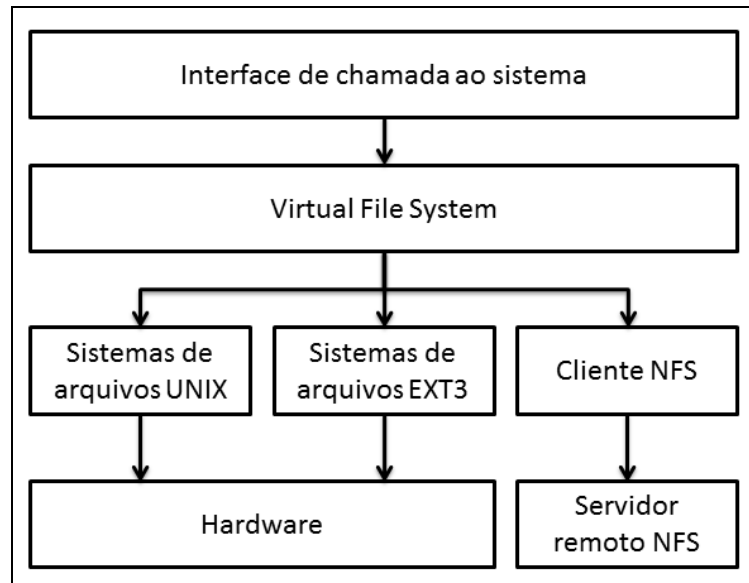 Interface de chamada ao sistema
Virtual File System
Sistemas de
arquivos UNIX
Sistemas de
arquivos EXT3
Cliente NFS
Hardware
Servidor
remoto NFS